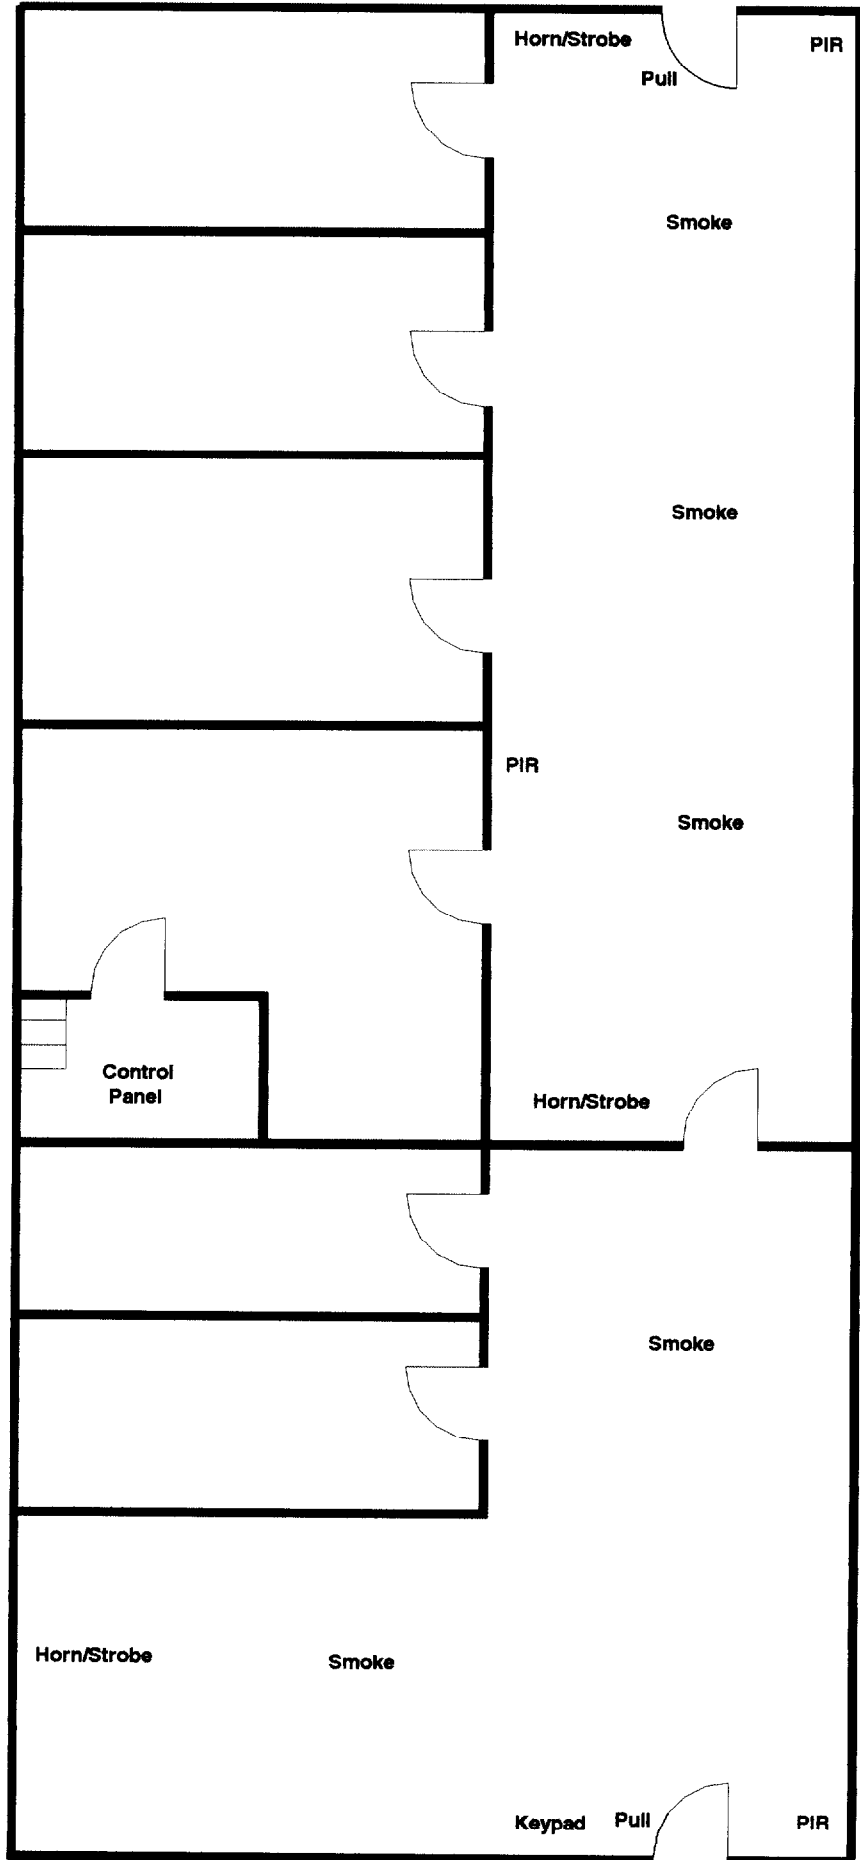 Horn/Strobe
PIR
Pull
Smoke
Smoke
PIR
Smoke
Control
Panel
Horn/Strobe
Smoke
Horn/Strobe
Smoke
Keypad
Pull
PIR